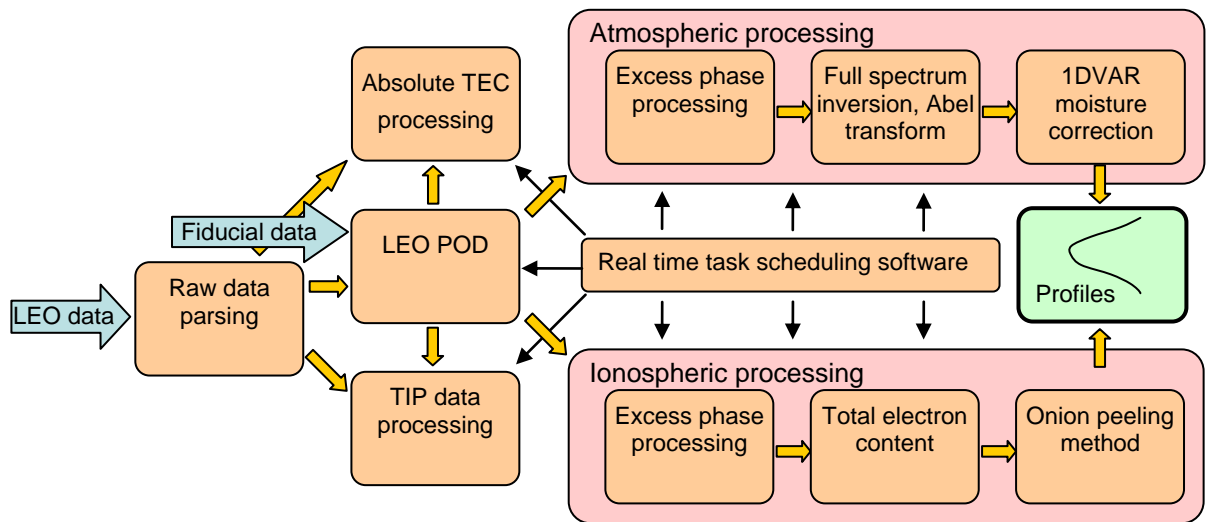 LEO data
Raw data
parsing
Fiducial data
Absolute TEC
processing
LEO POD
TIP data
processing
Atmospheric processing
Excess phase
processing
Full spectrum
inversion, Abel
transform
1DVAR
moisture
correction
Real time task scheduling software
Profiles
Ionospheric processing
Excess phase
processing
Total electron
content
Onion peeling
method